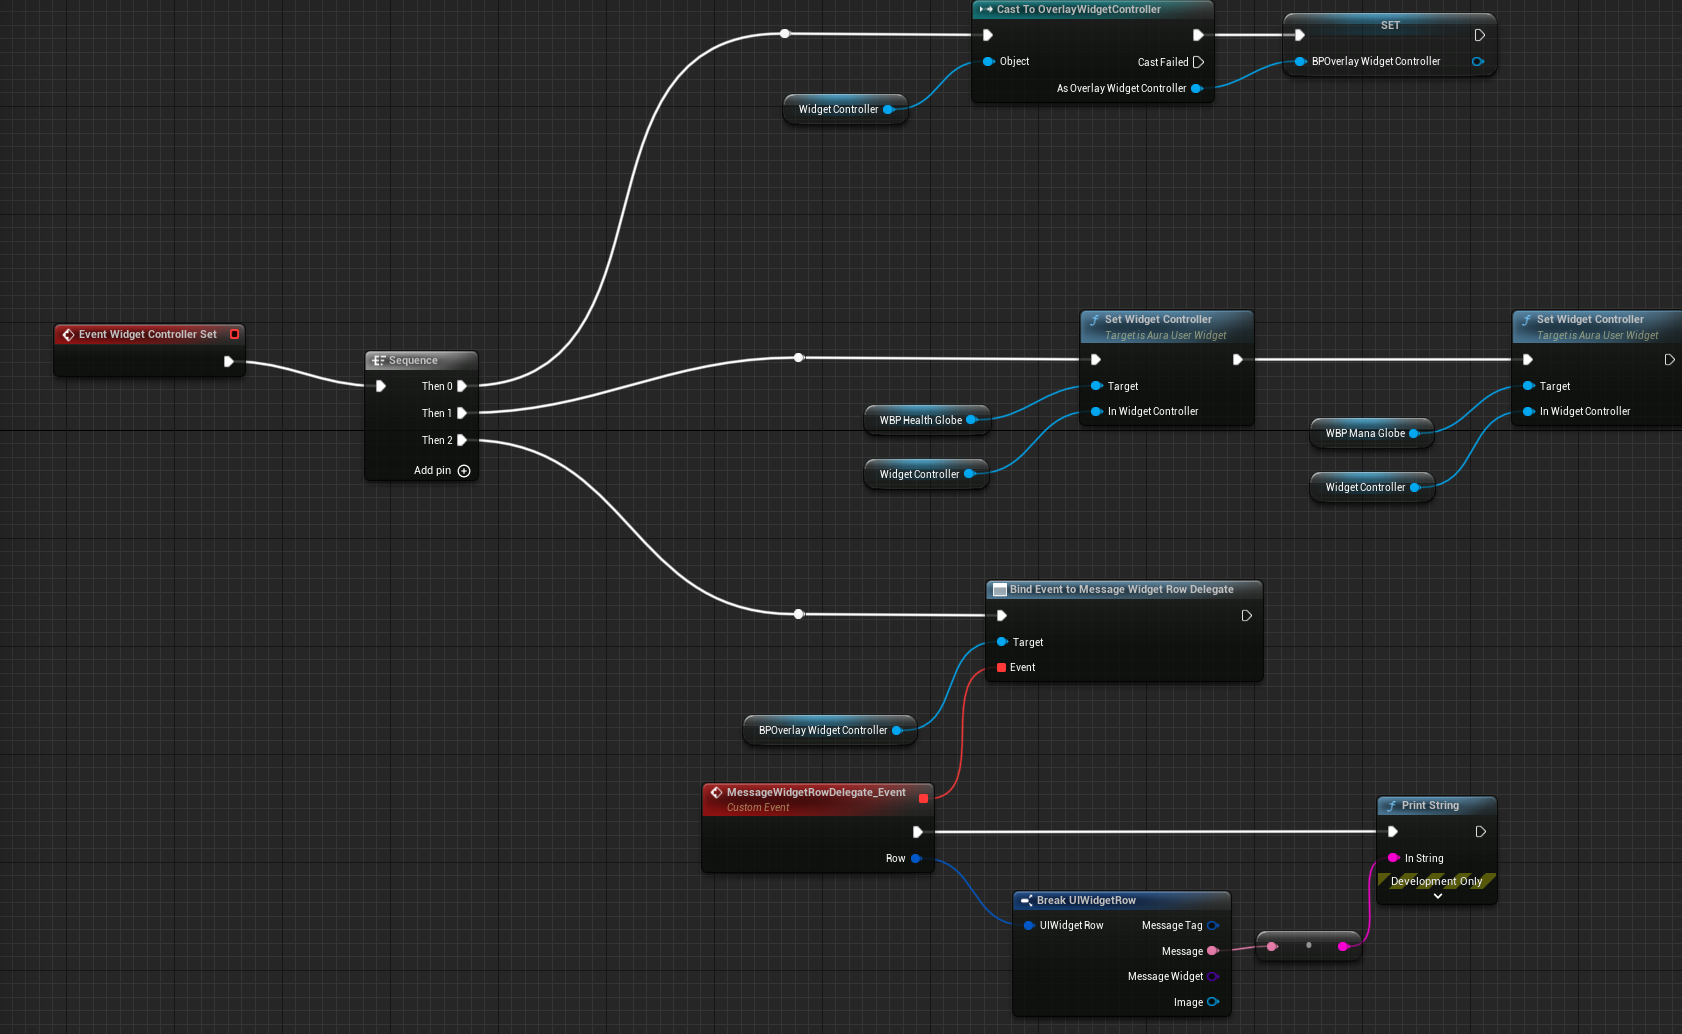 Cast To OverlayWidgetController
Object
Cast Failed
As Overlay Widget Controller
Widget Controller
SET
BPOverlay Widget Controller
Event Widget Controller Set
Sequence
Then 0
Then 1
Then 2
Add pin
Set Widget Controller
Target is Aura User Widget
Target
In Widget Controller
WBP Health Globe
Widget Controller
Set Widget Controller
Target is Aura User Widget
Target
In Widget Controller
WBP Mana Globe
Widget Controller
Bind Event to Message Widget Row Delegate
Target
Event
BPOverlay Widget Controller
MessageWidgetRowDelegate_Event
Custom Event
Row
Print String
In String
Development Only
Break UIWidgetRow
UIWidget Row
Message Tag
Message
Message Widget
Image